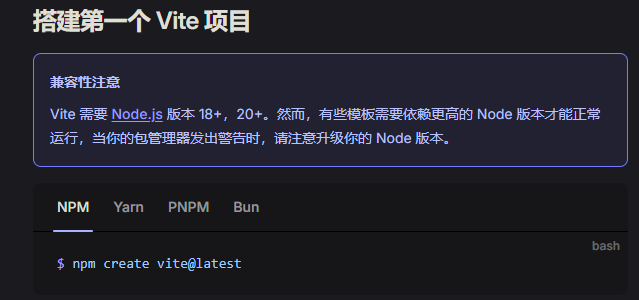 搭建第一个 Vite 项目
兼容性注意
Vite 需要 Node.js 版本 18+，20+。然而，有些模板需要依赖更高的 Node 版本才能正常
运行，当你的包管理器发出警告时，请注意升级你的 Node 版本。
NPM Yarn PNPM Bun
bash
$ npm create vite@latest